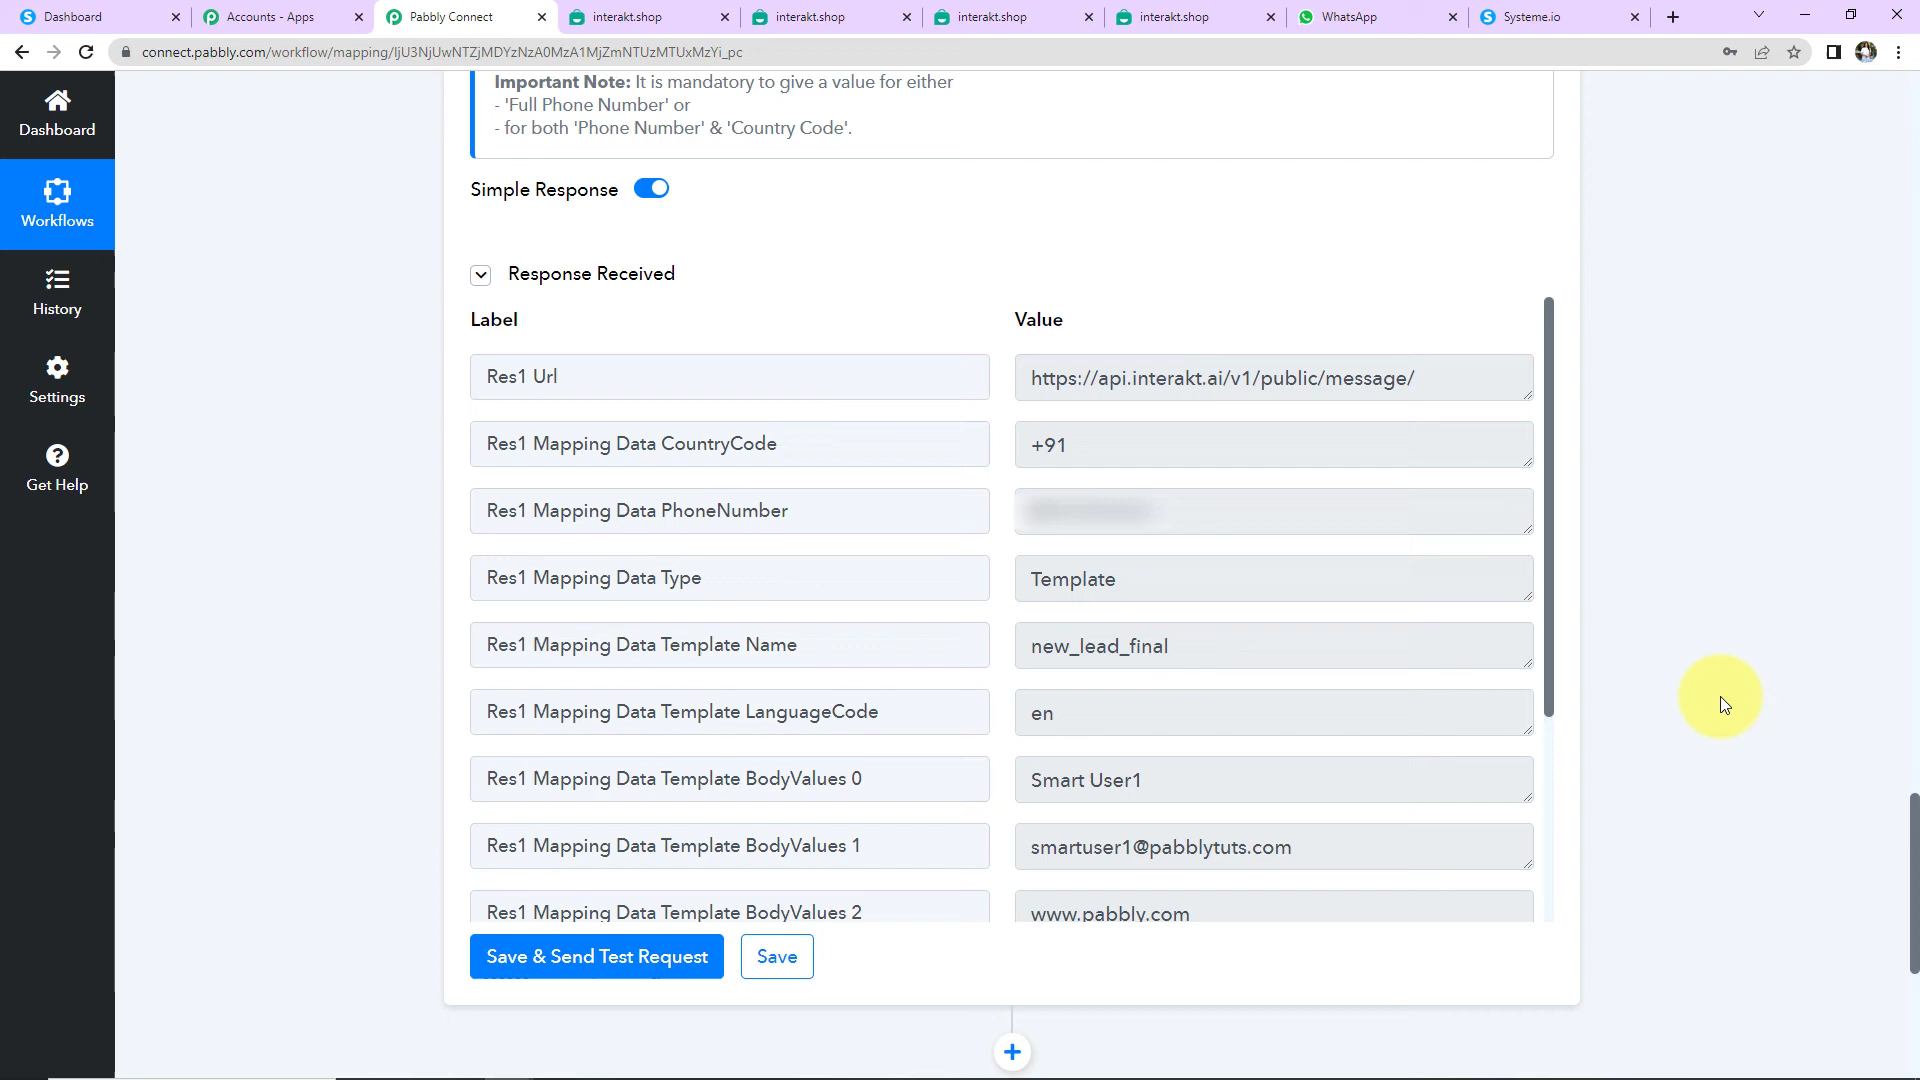 Dashboard
Accounts - Apps
Pabbly Connect
interakt.shop
interakt.shop
interakt.shop
interakt.shop
WhatsApp
Systeme.io
connect.pabbly.com/workflow/mapping/IjU3NjUwNTZjMDYzNzA0MzA1MjZmNTUzMTUxMzYi_pc
Dashboard
Workflows
History
Settings
Get Help
Important Note: It is mandatory to give a value for either
- 'Full Phone Number' or
- for both 'Phone Number' & 'Country Code'.
Simple Response
Response Received
Label
Value
Res1 Url
https://api.interakt.ai/v1/public/message/
Res1 Mapping Data CountryCode
+91
Res1 Mapping Data PhoneNumber
Res1 Mapping Data Type
Template
Res1 Mapping Data Template Name
new_lead_final
Res1 Mapping Data Template LanguageCode
en
Res1 Mapping Data Template BodyValues 0
Smart User1
Res1 Mapping Data Template BodyValues 1
smartuser1@pabblytuts.com
Res1 Mapping Data Template BodyValues 2
www.pabbly.com
Save & Send Test Request
Save